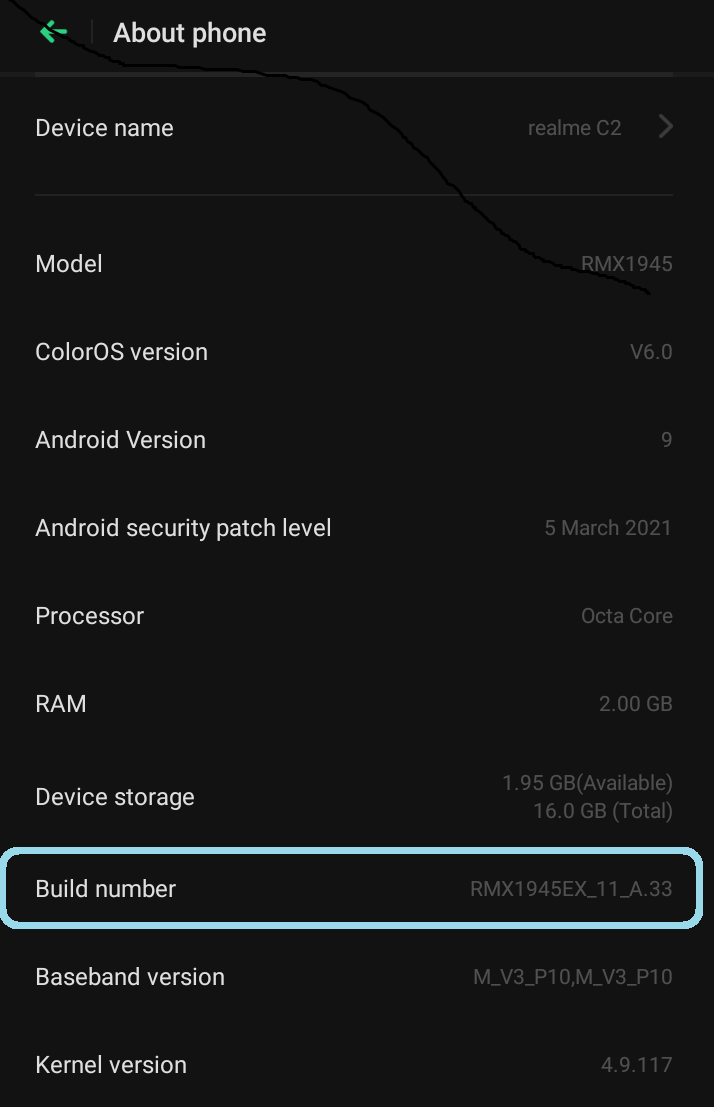 About phone
Device name realme C2
Model RMX1945
ColorOS version V6.0
Android Version 9
Android security patch level 5 March 2021
Processor Octa Core
RAM 2.00 GB
Device storage 1.95 GB(Available)
16.0 GB (Total)
Build number RMX1945EX_11_A.33
Baseband version M_V3_P10,M_V3_P10
Kernel version 4.9.117